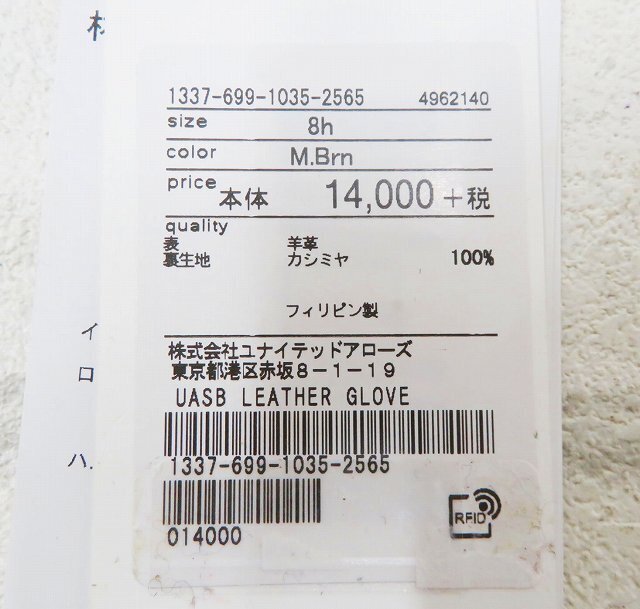 1337-699-1035-2565 4962140
size 8h
color M.Brn
price 本体 14,000 +税
quality
表 羊革
裏生地 カシミヤ 100%
フィリピン製
株式会社ユナイテッドアローズ
東京都港区赤坂8-1-19
UASB LEATHER GLOVE
1337-699-1035-2565
RFID
014000
イ
ロ
ハ.